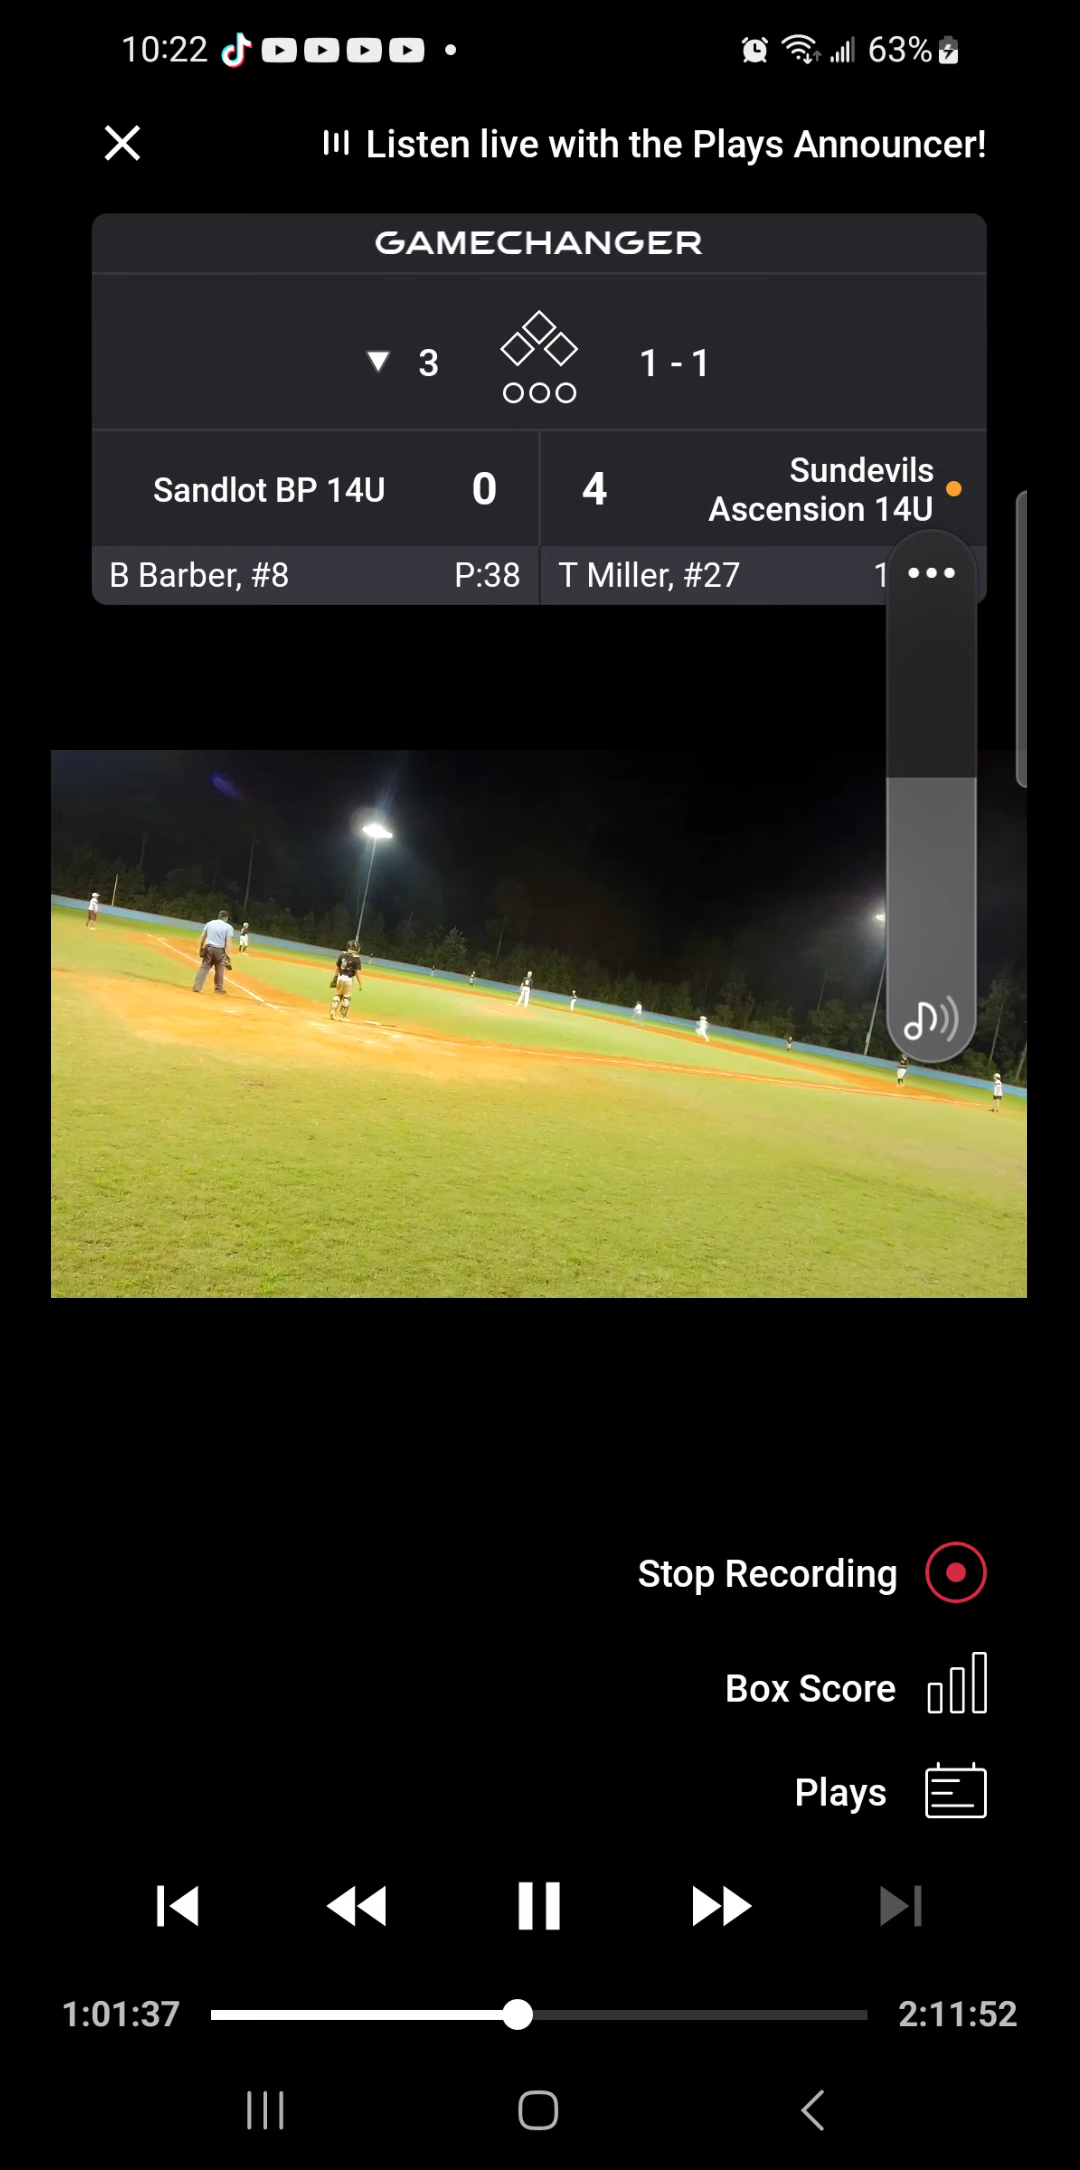 10:22 63%
Listen live with the Plays Announcer!
GAMECHANGER
3 1 - 1
Sandlot BP 14U 0 4 Sundevils
Ascension 14U
B Barber, #8 P:38 T Miller, #27
Stop Recording
Box Score
Plays
1:01:37 2:11:52